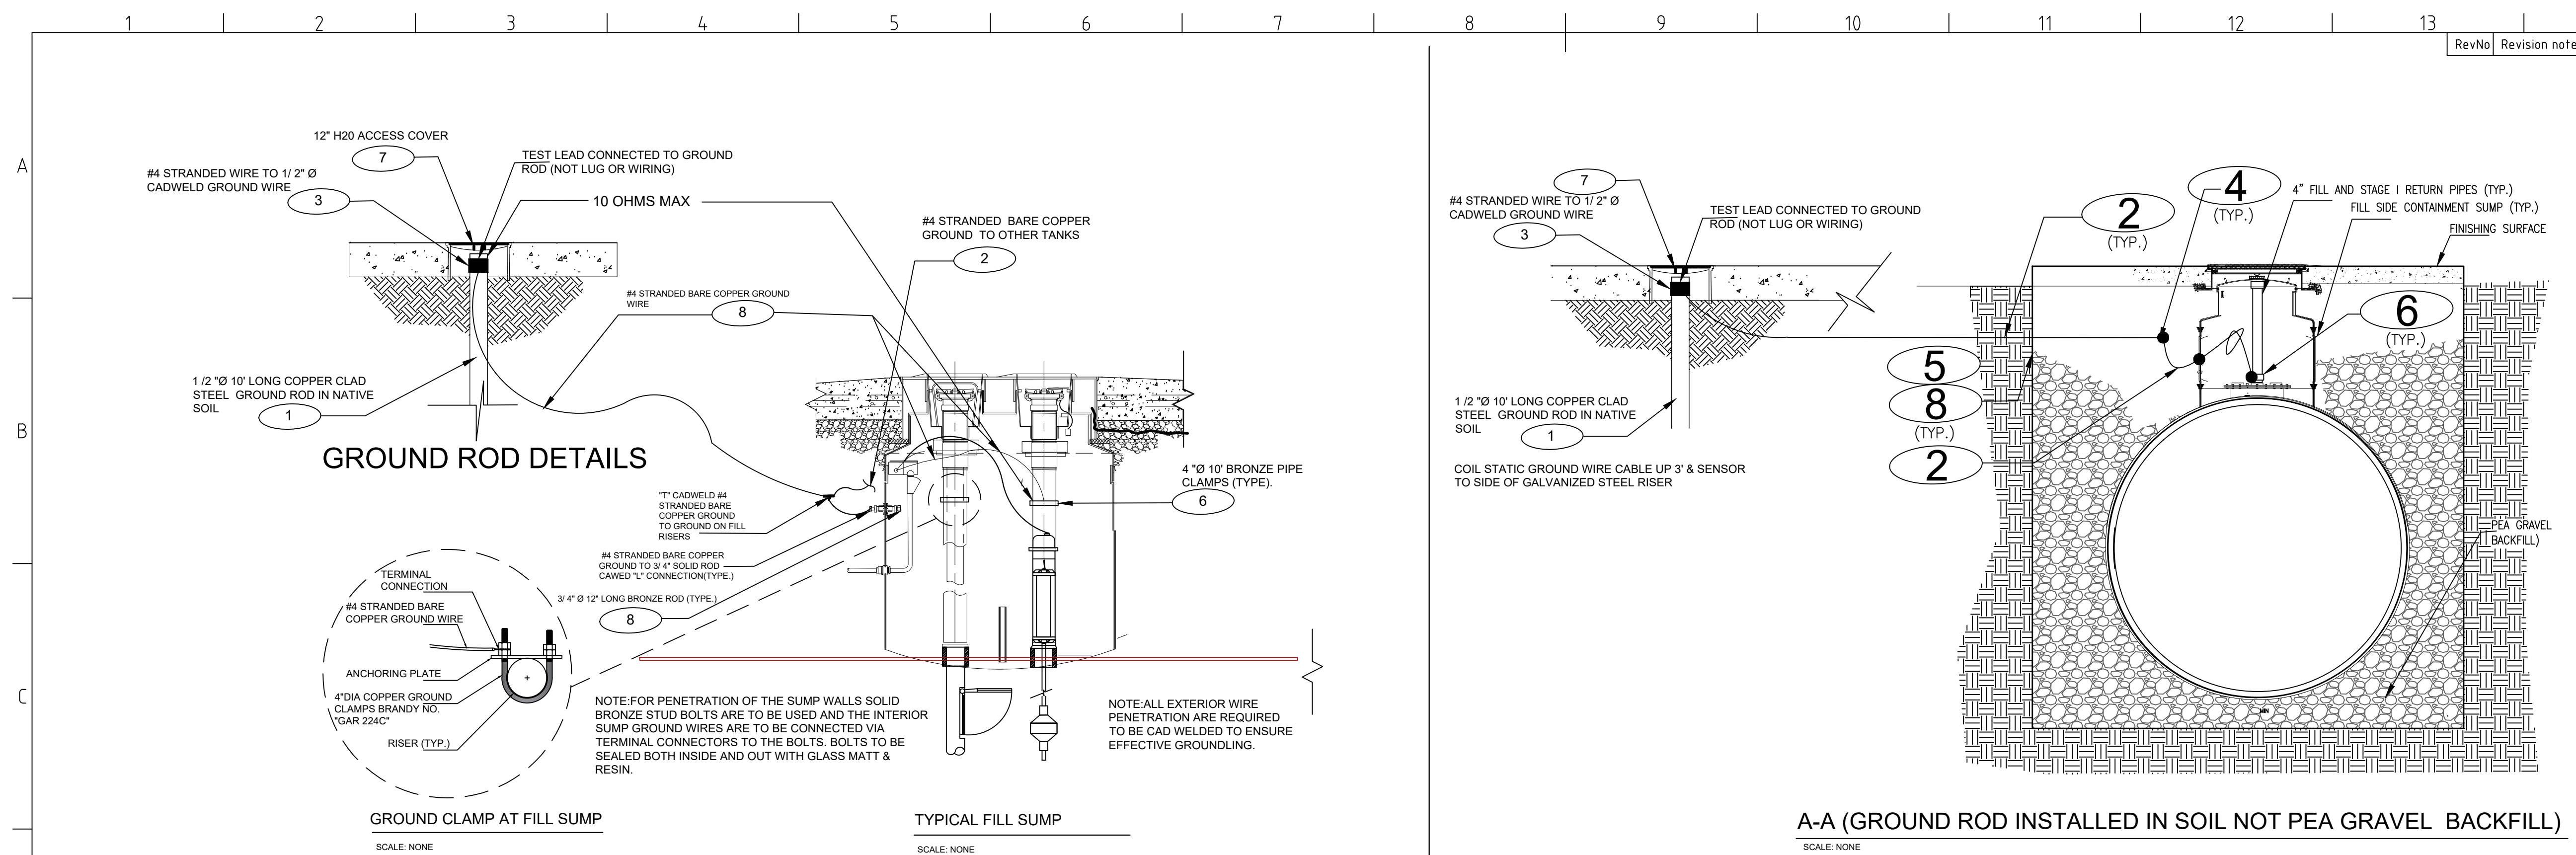 1 2 3 4 5 6 7 8 9 10 11 12 13
RevNo Revision note
A
B
C
12" H20 ACCESS COVER
7
TEST LEAD CONNECTED TO GROUND
ROD (NOT LUG OR WIRING)
#4 STRANDED WIRE TO 1/ 2" Ø
CADWELD GROUND WIRE
3
10 OHMS MAX
#4 STRANDED BARE COPPER
GROUND TO OTHER TANKS
2
#4 STRANDED BARE COPPER GROUND
WIRE
8
1 /2 "Ø 10' LONG COPPER CLAD
STEEL GROUND ROD IN NATIVE
SOIL
1
GROUND ROD DETAILS
4 "Ø 10' BRONZE PIPE
CLAMPS (TYPE).
6
"T" CADWELD #4
STRANDED BARE
COPPER GROUND
TO GROUND ON FILL
RISERS
#4 STRANDED BARE COPPER
GROUND TO 3/ 4" SOLID ROD
CAWED "L" CONNECTION(TYPE.)
3/ 4" Ø 12" LONG BRONZE ROD (TYPE.)
8
TERMINAL
CONNECTION
#4 STRANDED BARE
COPPER GROUND WIRE
ANCHORING PLATE
4"DIA COPPER GROUND
CLAMPS BRANDY NO.
"GAR 224C"
RISER (TYP.)
NOTE:FOR PENETRATION OF THE SUMP WALLS SOLID
BRONZE STUD BOLTS ARE TO BE USED AND THE INTERIOR
SUMP GROUND WIRES ARE TO BE CONNECTED VIA
TERMINAL CONNECTORS TO THE BOLTS. BOLTS TO BE
SEALED BOTH INSIDE AND OUT WITH GLASS MATT &
RESIN.
NOTE:ALL EXTERIOR WIRE
PENETRATION ARE REQUIRED
TO BE CAD WELDED TO ENSURE
EFFECTIVE GROUNDLING.
GROUND CLAMP AT FILL SUMP
SCALE: NONE
TYPICAL FILL SUMP
SCALE: NONE
7
#4 STRANDED WIRE TO 1/ 2" Ø
CADWELD GROUND WIRE
3
TEST LEAD CONNECTED TO GROUND
ROD (NOT LUG OR WIRING)
2
(TYP.)
4
(TYP.)
4" FILL AND STAGE I RETURN PIPES (TYP.)
FILL SIDE CONTAINMENT SUMP (TYP.)
FINISHING SURFACE
6
(TYP.)
5
8
(TYP.)
2
1 /2 "Ø 10' LONG COPPER CLAD
STEEL GROUND ROD IN NATIVE
SOIL
1
COIL STATIC GROUND WIRE CABLE UP 3' & SENSOR
TO SIDE OF GALVANIZED STEEL RISER
PEA GRAVEL
BACKFILL)
MIN
A-A (GROUND ROD INSTALLED IN SOIL NOT PEA GRAVEL BACKFILL)
SCALE: NONE